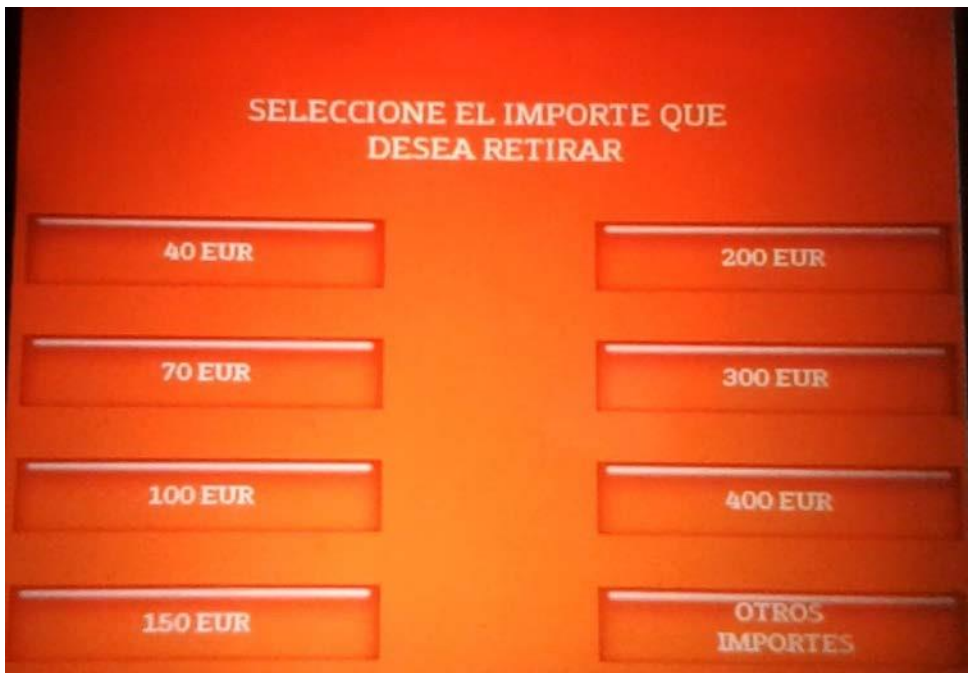 SELECCIONE EL IMPORTE QUE
DESEA RETIRAR
40 EUR
200 EUR
70 EUR
300 EUR
100 EUR
400 EUR
150 EUR
OTROS
IMPORTES